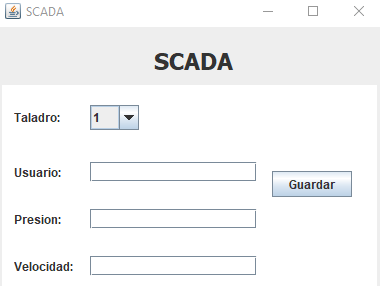 SCADA
SCADA
Taladro: 1
Usuario:
Guardar
Presion:
Velocidad: